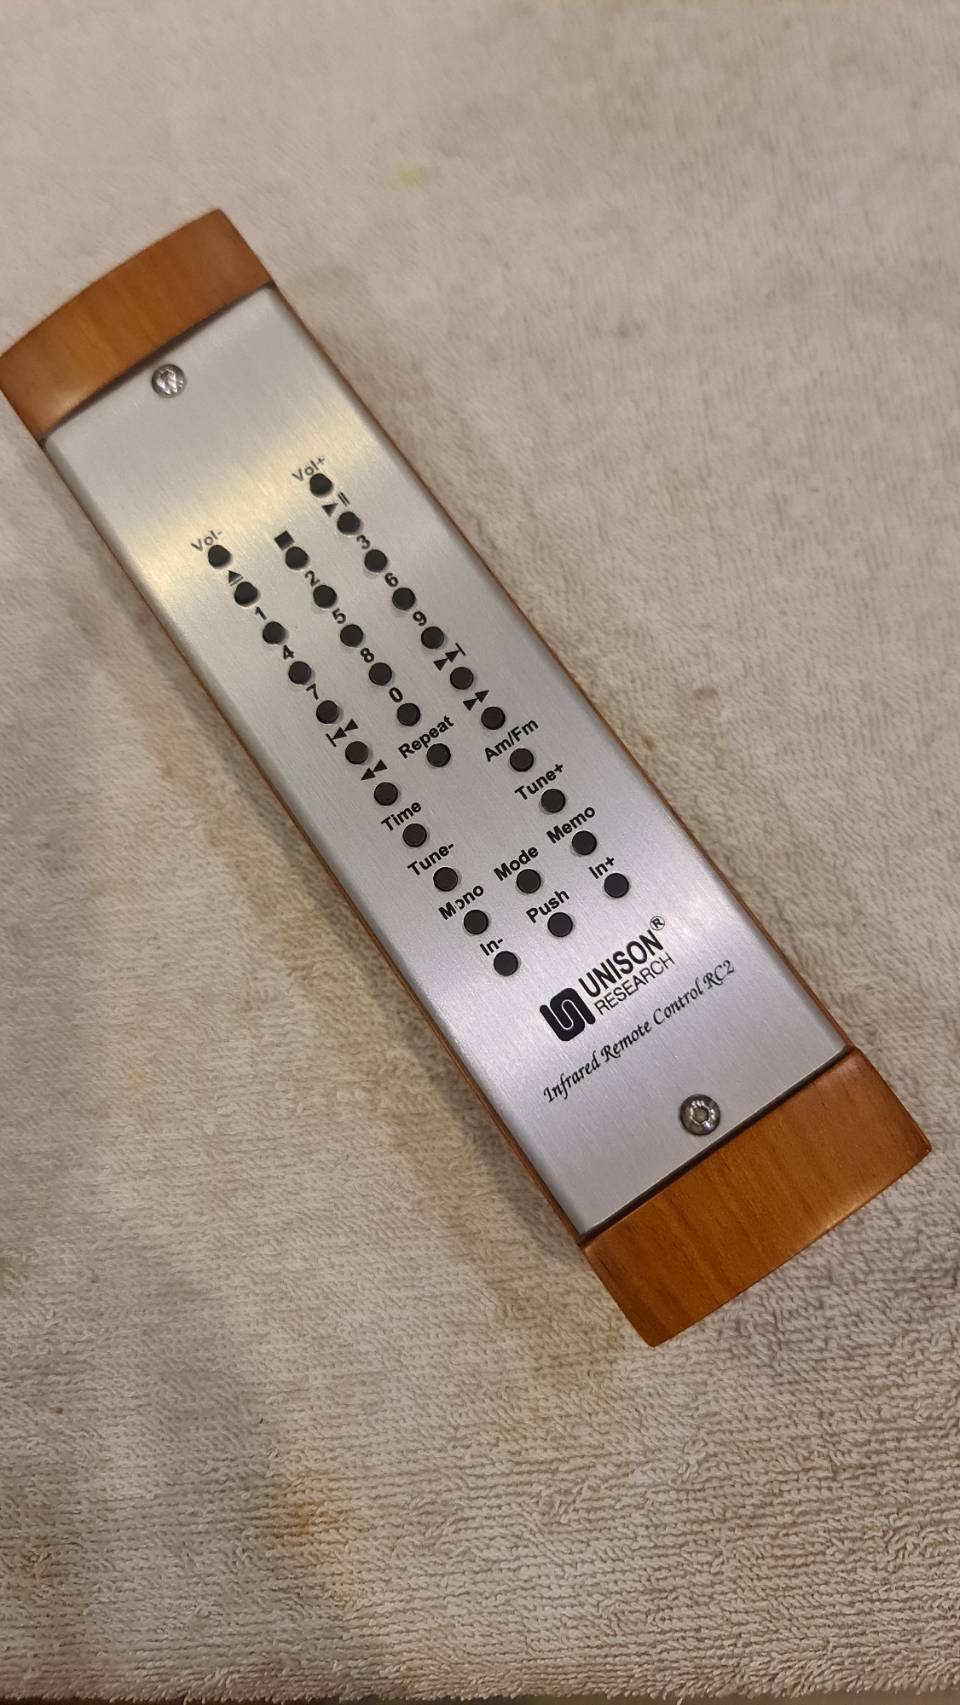 Vol- Vol+
1 2 3
4 5 6
7 8 9
0
Repeat
Time Am/Fm
Tune- Tune+
Mono Mode Memo
In- Push In+
UNISON®
RESEARCH
Infrared Remote Control RC2